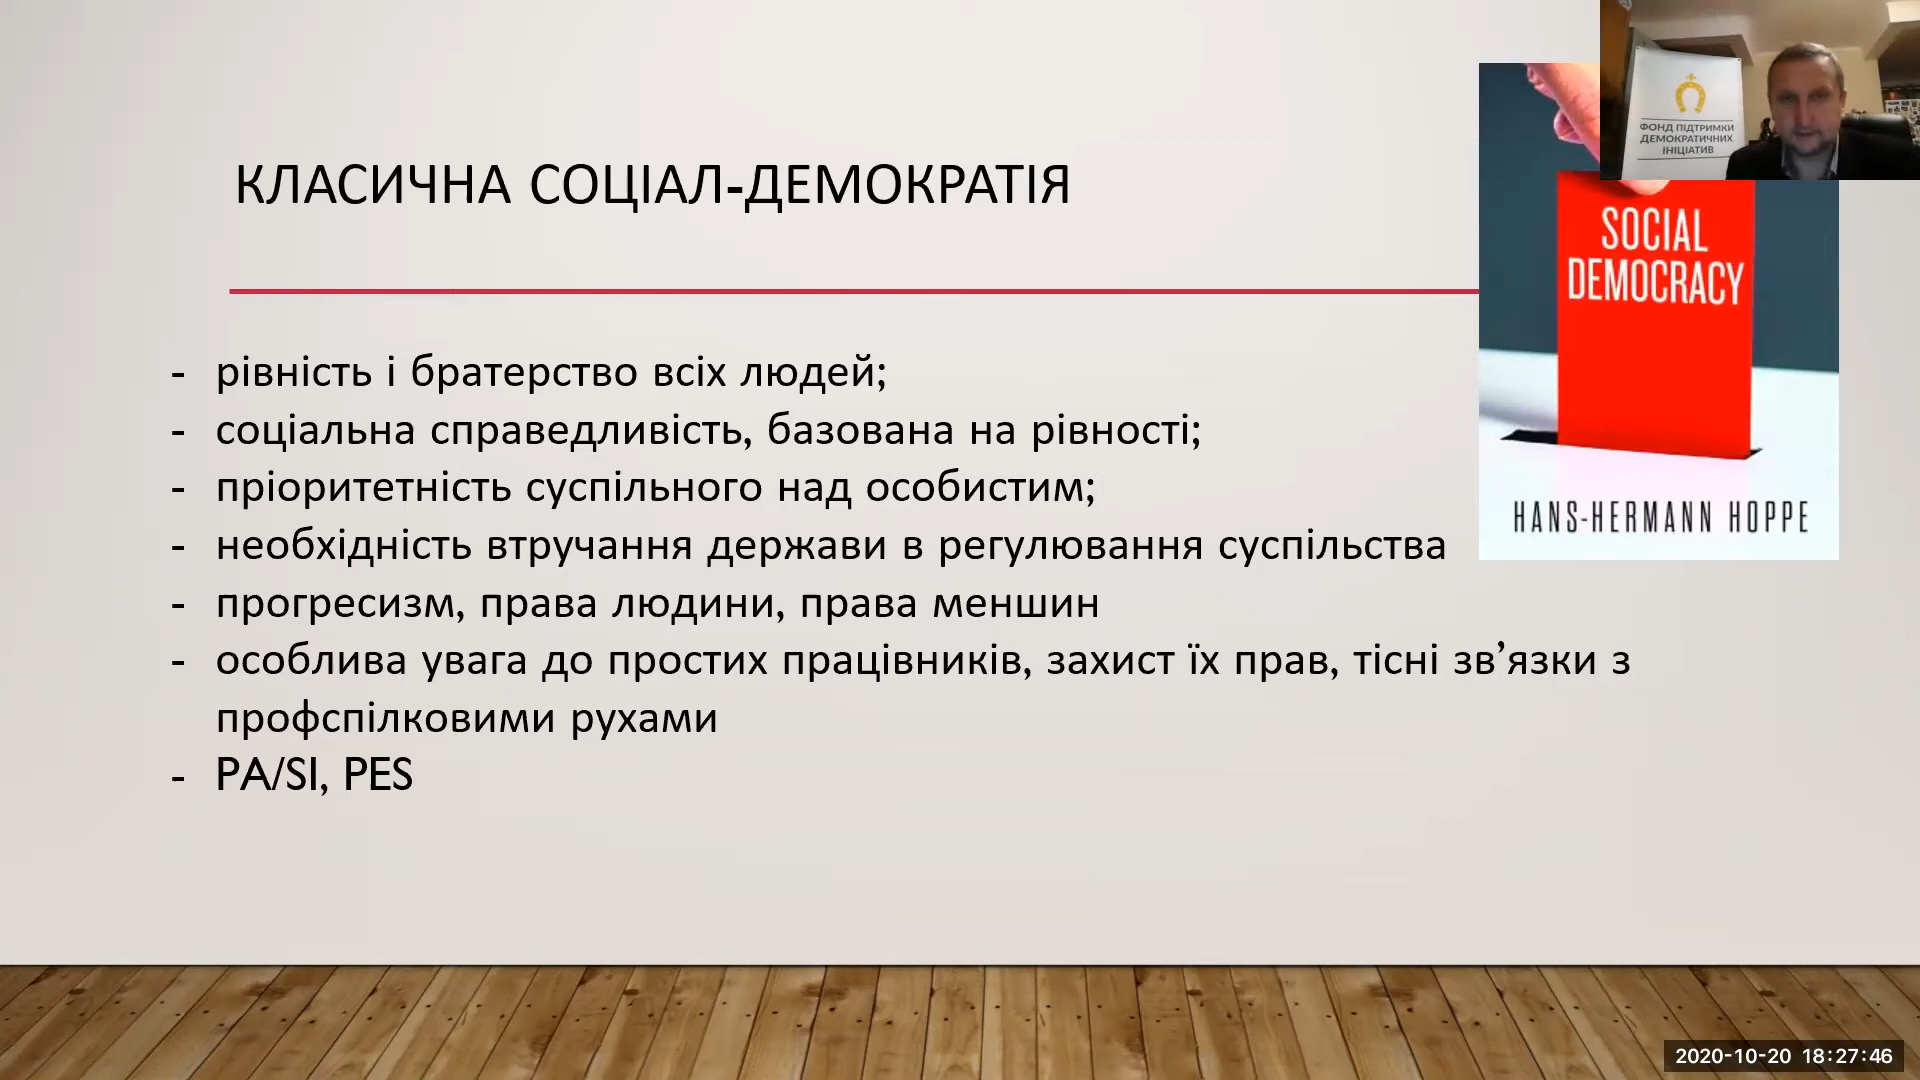 КЛАСИЧНА СОЦІАЛ-ДЕМОКРАТІЯ
- рівність і братерство всіх людей;
- соціальна справедливість, базована на рівності;
- пріоритетність суспільного над особистим;
- необхідність втручання держави в регулювання суспільства
- прогресизм, права людини, права меншин
- особлива увага до простих працівників, захист їх прав, тісні зв’язки з
профспілковими рухами
- PA/SI, PES
SOCIAL
DEMOCRACY
HANS-HERMANN HOPPE
ФОНД ПІДТРИМКИ
ДЕМОКРАТИЧНИХ
ІНІЦІАТИВ
2020-10-20 18:27:46